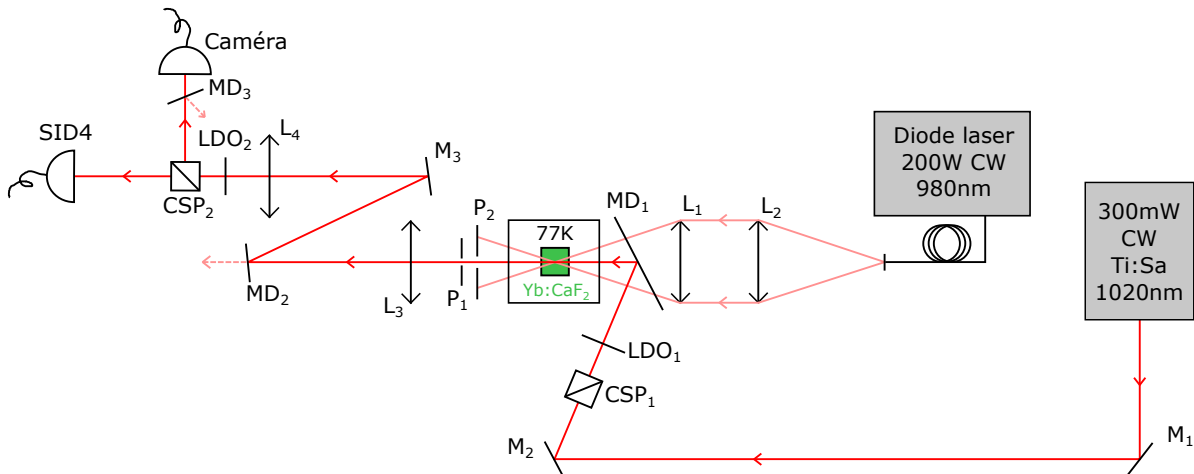 Caméra
MD₃
SID4
LDO₂
L₄
CSP₂
M₃
MD₂
L₃
P₂
P₁
77K
Yb:CaF₂
MD₁
L₁
L₂
LDO₁
CSP₁
M₂
Diode laser
200W CW
980nm
300mW
CW
Ti:Sa
1020nm
M₁